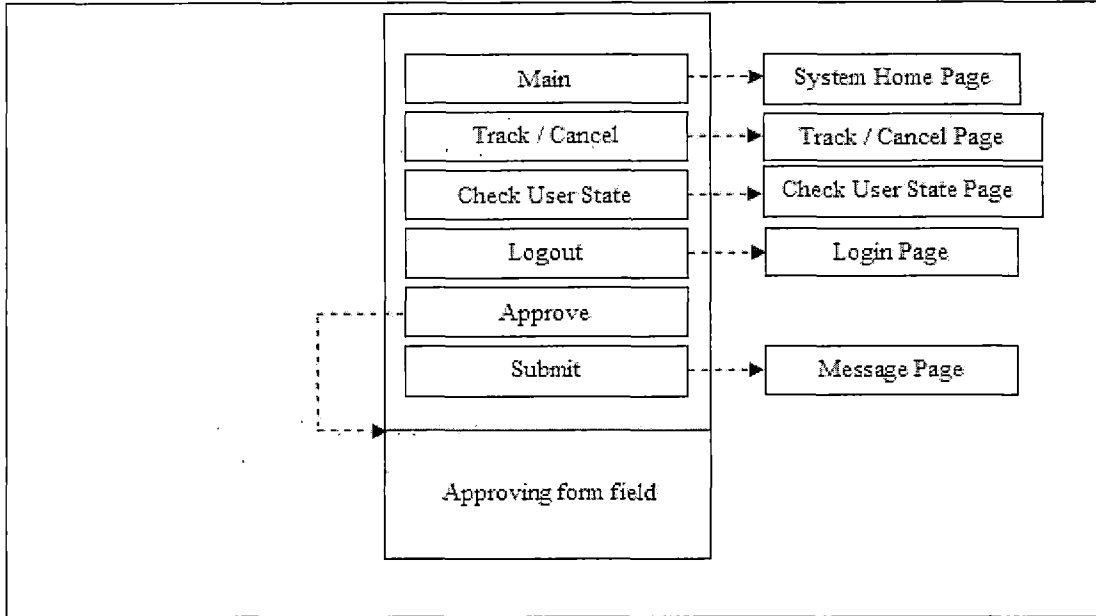 Main
System Home Page
Track / Cancel
Track / Cancel Page
Check User State
Check User State Page
Logout
Login Page
Approve
Submit
Message Page
Approving form field